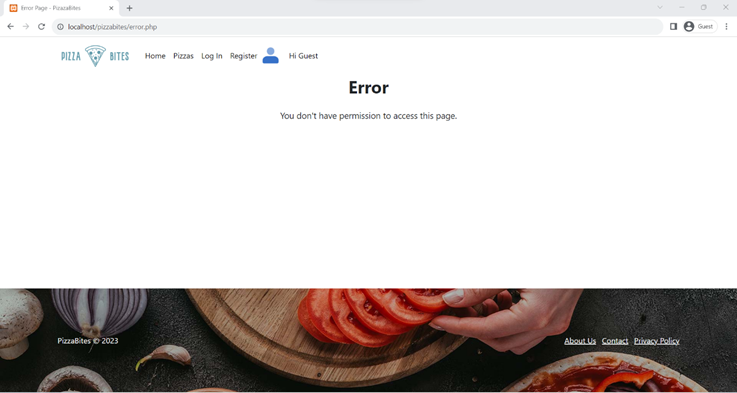 Error Page - PizazaBites
localhost/pizzabites/error.php
Guest
PIZZA BITES
Home Pizzas Log In Register Hi Guest
Error
You don't have permission to access this page.
PizzaBites © 2023
About Us Contact Privacy Policy